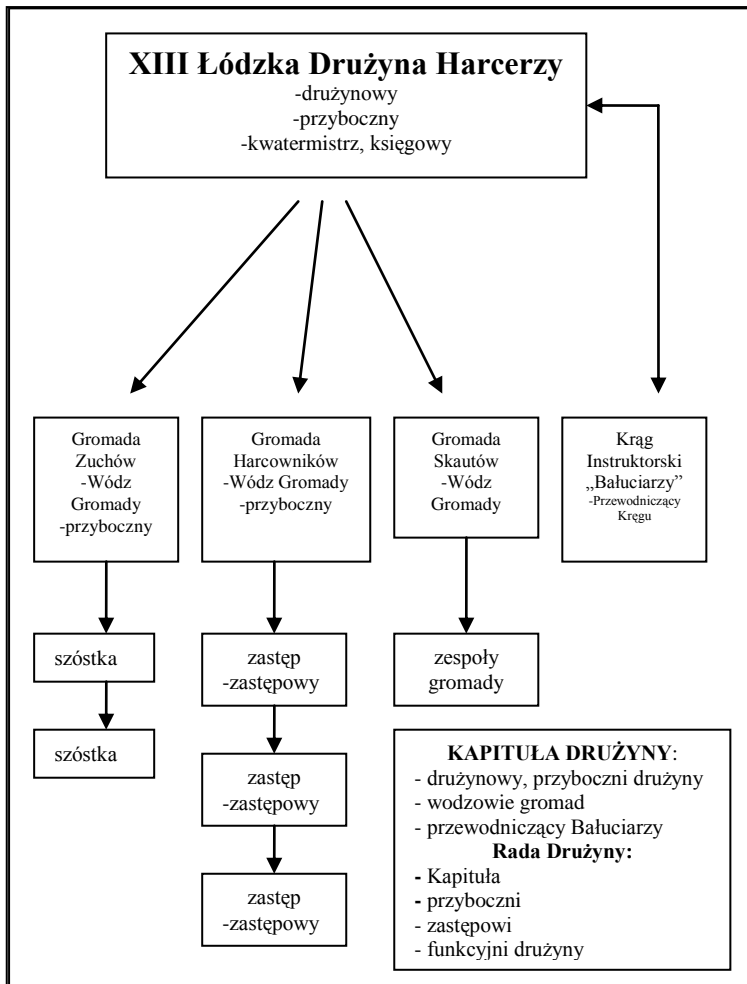 XIII Łódzka Drużyna Harcerzy
-drużynowy
-przyboczny
-kwatermistrz, księgowy
Gromada
Zuchów
-Wódz
Gromady
-przyboczny
Gromada
Harcowników
-Wódz Gromady
-przyboczny
Gromada
Skautów
-Wódz
Gromady
Krąg
Instruktorski
„Bałuciarzy”
-Przewodniczący
Kręgu
szóstka
szóstka
zastęp
-zastępowy
zastęp
-zastępowy
zastęp
-zastępowy
zespoły
gromady
KAPITUŁA DRUŻYNY:
- drużynowy, przyboczni drużyny
- wodzowie gromad
- przewodniczący Bałuciarzy
Rada Drużyny:
- Kapituła
- przyboczni
- zastępowi
- funkcyjni drużyny